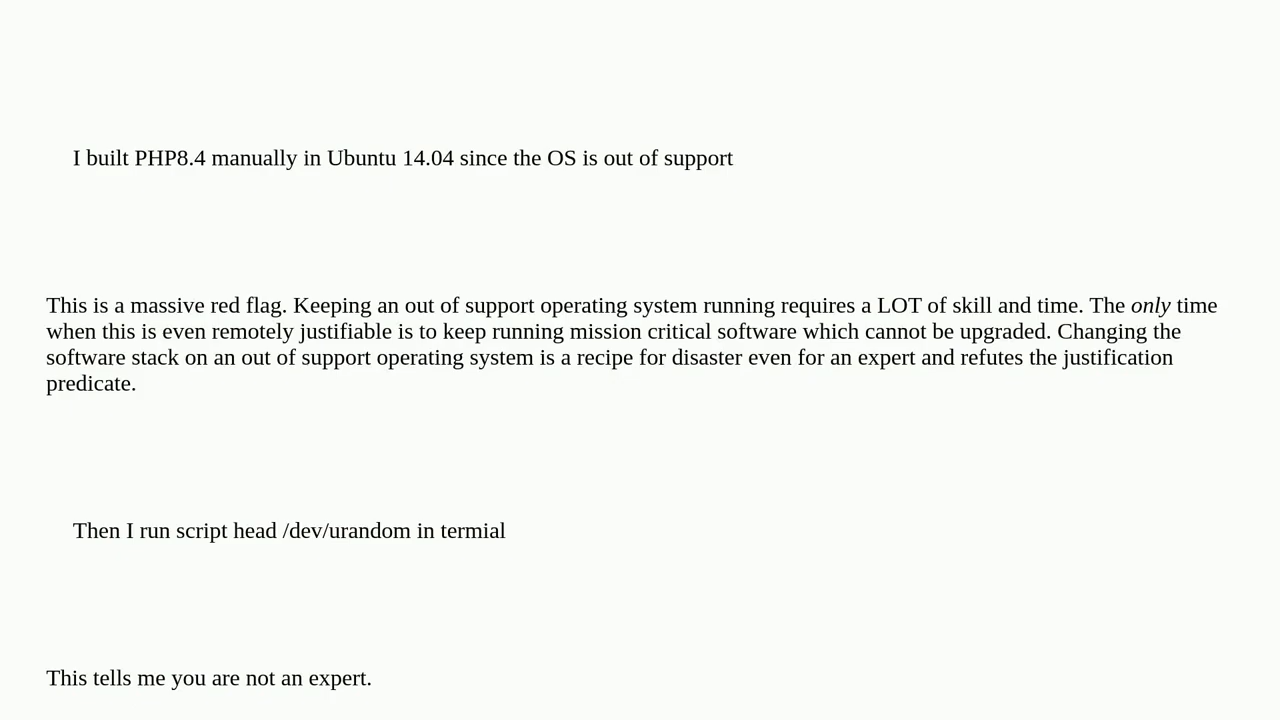 I built PHP8.4 manually in Ubuntu 14.04 since the OS is out of support
This is a massive red flag. Keeping an out of support operating system running requires a LOT of skill and time. The only time
when this is even remotely justifiable is to keep running mission critical software which cannot be upgraded. Changing the
software stack on an out of support operating system is a recipe for disaster even for an expert and refutes the justification
predicate.
Then I run script head /dev/urandom in termial
This tells me you are not an expert.